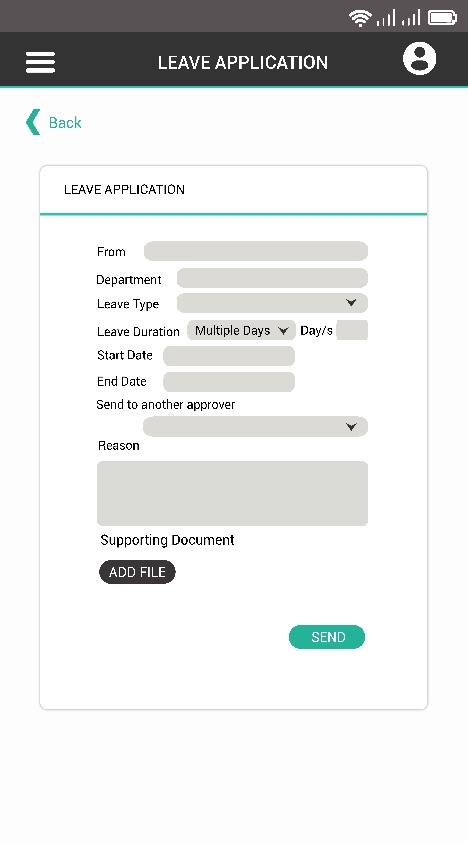 LEAVE APPLICATION
Back
LEAVE APPLICATION
From
Department
Leave Type
Leave Duration Multiple Days Day/s
Start Date
End Date
Send to another approver
Reason
Supporting Document
ADD FILE
SEND